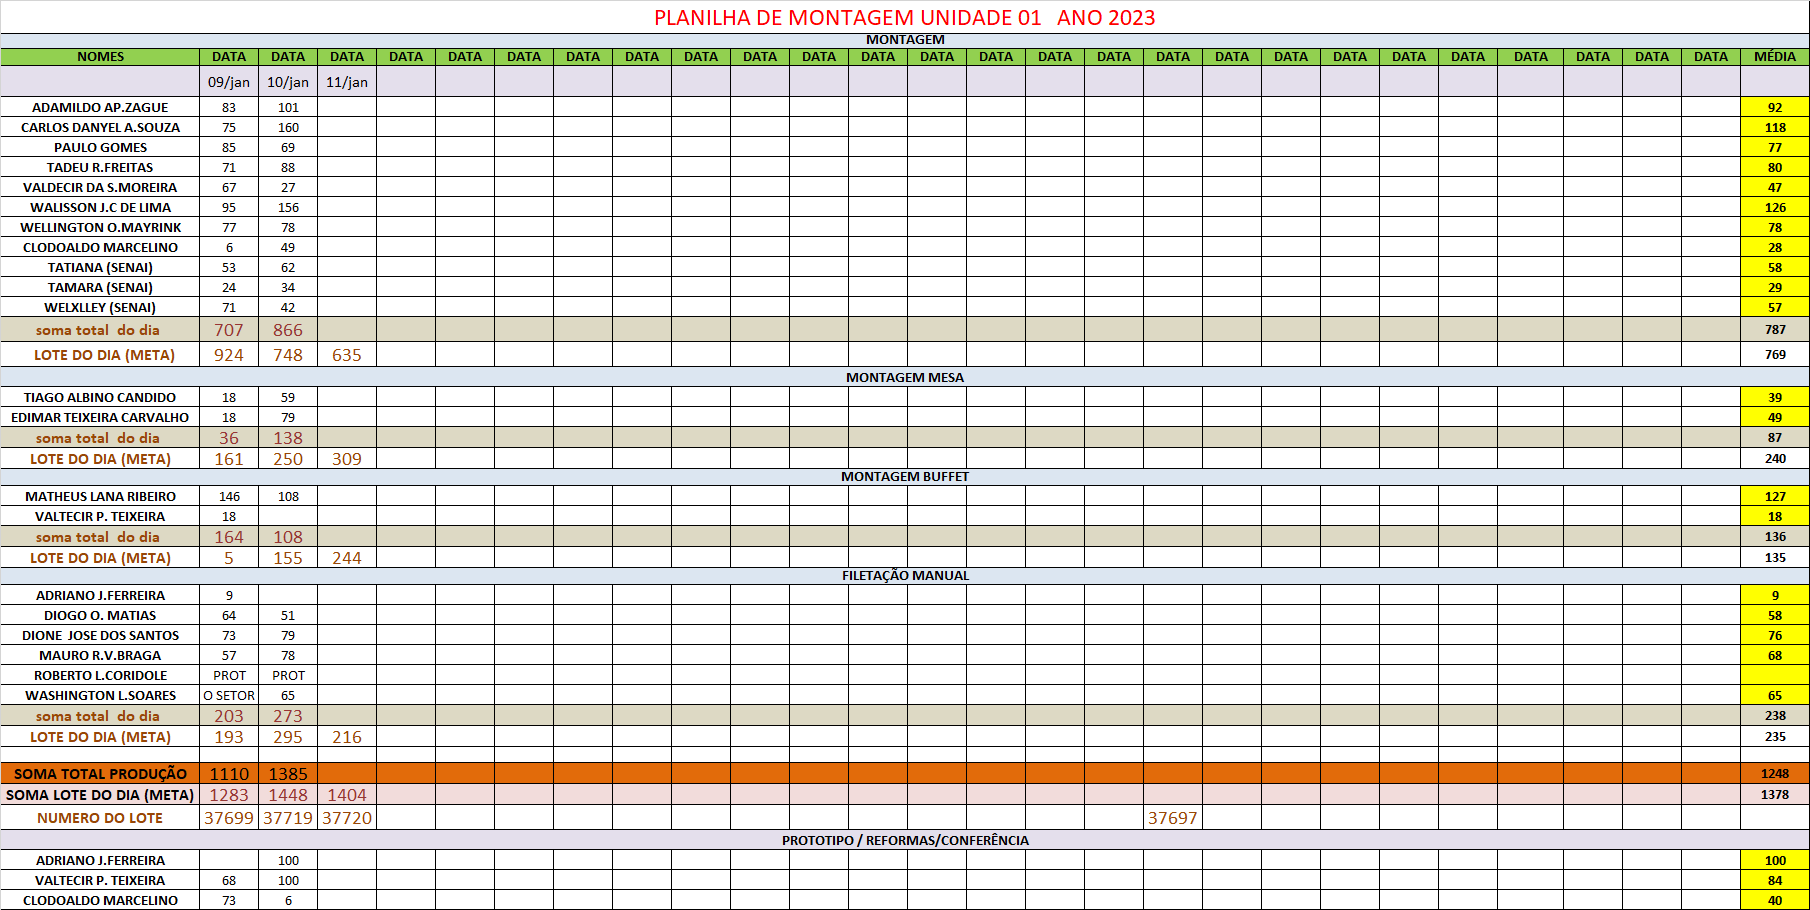 PLANILHA DE MONTAGEM UNIDADE 01 ANO 2023
MONTAGEM
NOMES DATA DATA DATA DATA DATA DATA DATA DATA DATA DATA DATA DATA DATA DATA DATA DATA DATA DATA DATA DATA DATA DATA DATA DATA DATA DATA MÉDIA
09/jan 10/jan 11/jan
ADAMILDO AP.ZAGUE 83 101 92
CARLOS DANYEL A.SOUZA 75 160 118
PAULO GOMES 85 69 77
TADEU R.FREITAS 71 88 80
VALDECIR DA S.MOREIRA 67 27 47
WALISSON J.C DE LIMA 95 156 126
WELLINGTON O.MAYRINK 77 78 78
CLODOALDO MARCELINO 6 49 28
TATIANA (SENAI) 53 62 58
TAMARA (SENAI) 24 34 29
WELXLLEY (SENAI) 71 42 57
soma total do dia 707 866 787
LOTE DO DIA (META) 924 748 635 769
MONTAGEM MESA
TIAGO ALBINO CANDIDO 18 59 39
EDIMAR TEIXEIRA CARVALHO 18 79 49
soma total do dia 36 138 87
LOTE DO DIA (META) 161 250 309 240
MONTAGEM BUFFET
MATHEUS LANA RIBEIRO 146 108 127
VALTECIR P. TEIXEIRA 18 18
soma total do dia 164 108 136
LOTE DO DIA (META) 5 155 244 135
FILETAÇÃO MANUAL
ADRIANO J.FERREIRA 9 9
DIOGO O. MATIAS 64 51 58
DIONE JOSE DOS SANTOS 73 79 76
MAURO R.V.BRAGA 57 78 68
ROBERTO L.CORIDOLE PROT PROT
WASHINGTON L.SOARES O SETOR 65 65
soma total do dia 203 273 238
LOTE DO DIA (META) 193 295 216 235
SOMA TOTAL PRODUÇÃO 1110 1385 1248
SOMA LOTE DO DIA (META) 1283 1448 1404 1378
NUMERO DO LOTE 37699 37719 37720 37697
PROTOTIPO / REFORMAS/CONFERÊNCIA
ADRIANO J.FERREIRA 100 100
VALTECIR P. TEIXEIRA 68 100 84
CLODOALDO MARCELINO 73 6 40